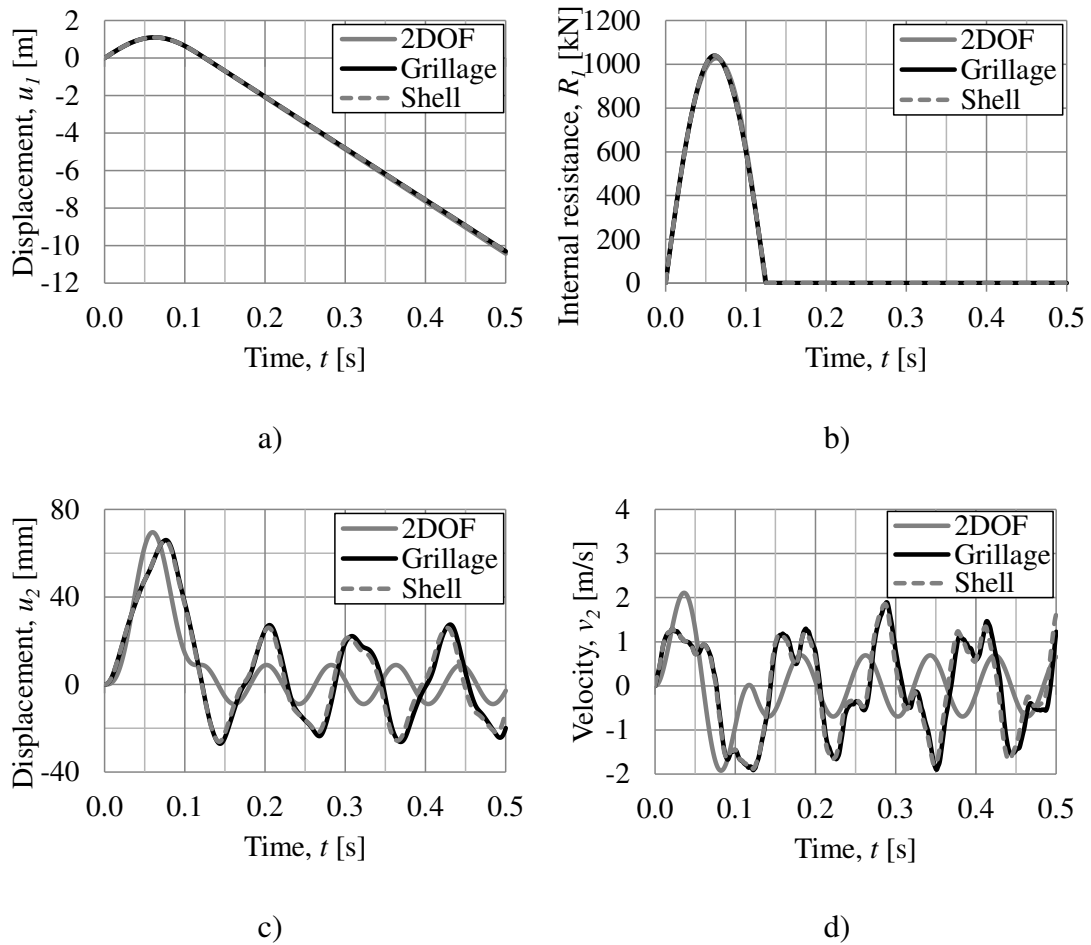 2
0
-2
-4
-6
-8
-10
-12
Displacement, u1 [m]
2DOF
Grillage
Shell
0.0 0.1 0.2 0.3 0.4 0.5
Time, t [s]
a)
1200
1000
800
600
400
200
0
Internal resistance, R1 [kN]
2DOF
Grillage
Shell
0.0 0.1 0.2 0.3 0.4 0.5
Time, t [s]
b)
80
40
0
-40
Displacement, u2 [mm]
2DOF
Grillage
Shell
0.0 0.1 0.2 0.3 0.4 0.5
Time, t [s]
c)
4
3
2
1
0
-1
-2
Velocity, v2 [m/s]
2DOF
Grillage
Shell
0.0 0.1 0.2 0.3 0.4 0.5
Time, t [s]
d)